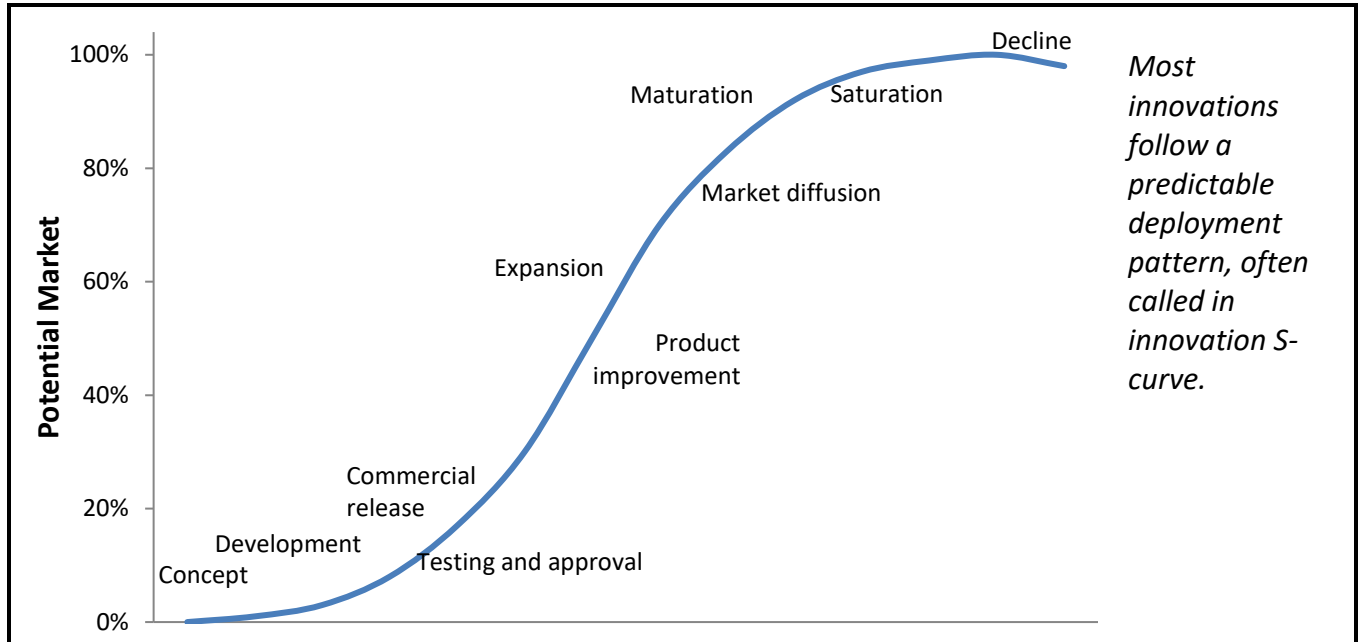 Decline
100%
Maturation
Saturation
80%
Market diffusion
Expansion
60%
Product
improvement
40%
Commercial
release
20%
Development
Testing and approval
Concept
0%
Potential Market
Most
innovations
follow a
predictable
deployment
pattern, often
called in
innovation S-
curve.